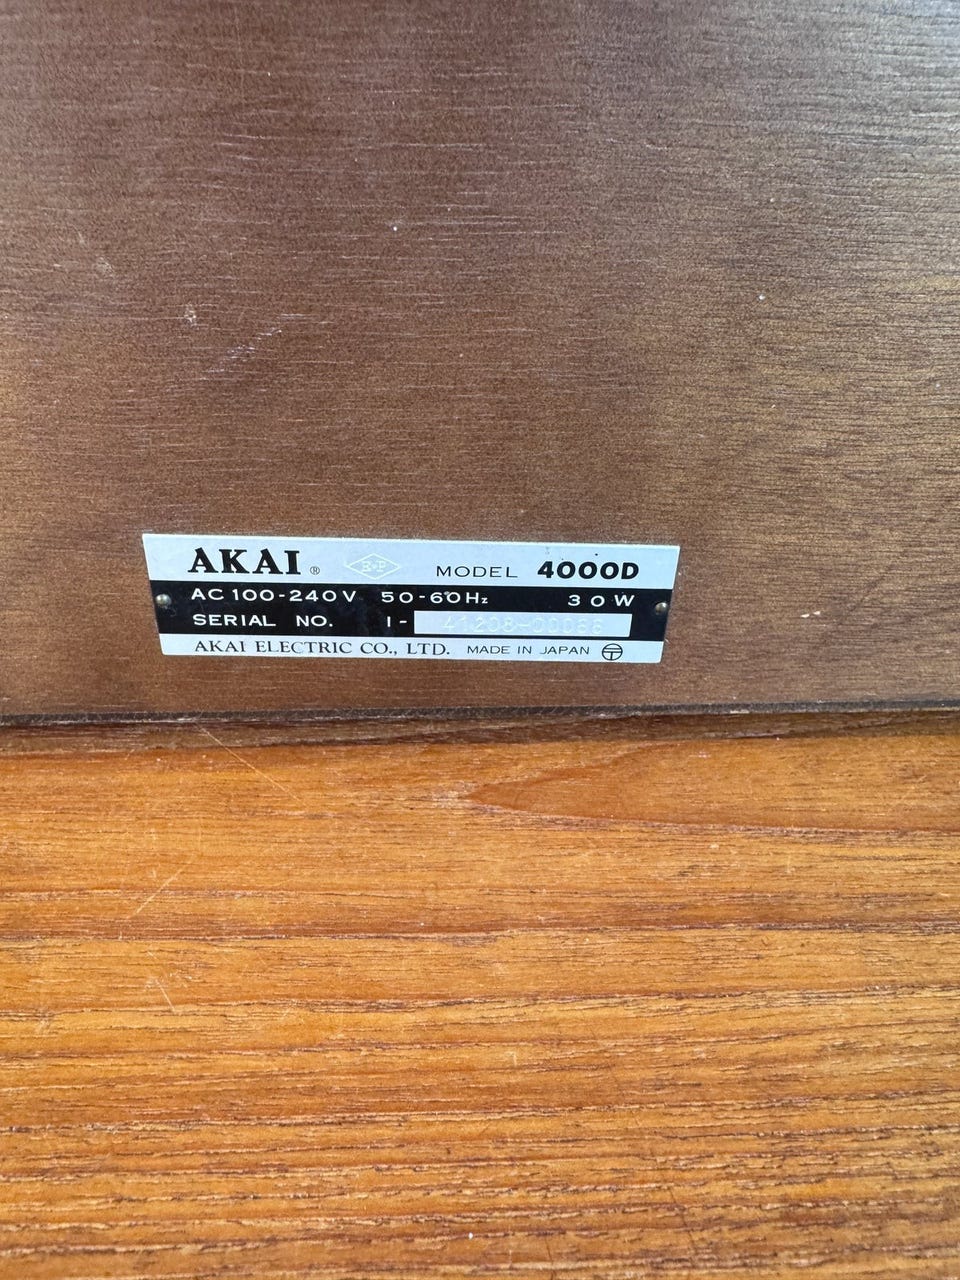 AKAI ® E•P MODEL 4000D
AC 100-240V 50-60Hz 30W
SERIAL NO. I-
AKAI ELECTRIC CO., LTD. MADE IN JAPAN